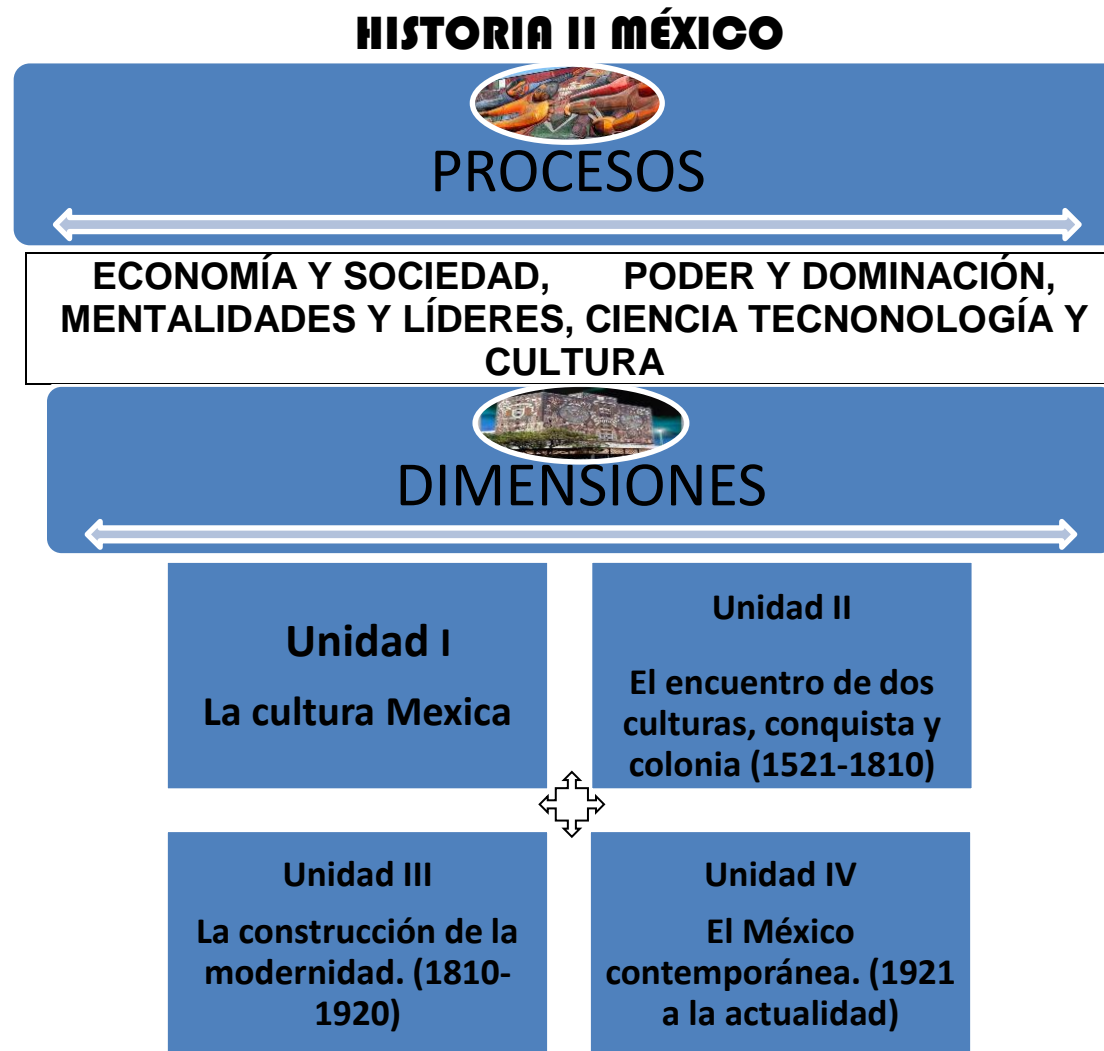 HISTORIA II MÉXICO
PROCESOS
ECONOMÍA Y SOCIEDAD, PODER Y DOMINACIÓN,
MENTALIDADES Y LÍDERES, CIENCIA TECNONOLOGÍA Y
CULTURA
DIMENSIONES
Unidad I
La cultura Mexica
Unidad II
El encuentro de dos
culturas, conquista y
colonia (1521-1810)
Unidad III
La construcción de la
modernidad. (1810-
1920)
Unidad IV
El México
contemporánea. (1921
a la actualidad)